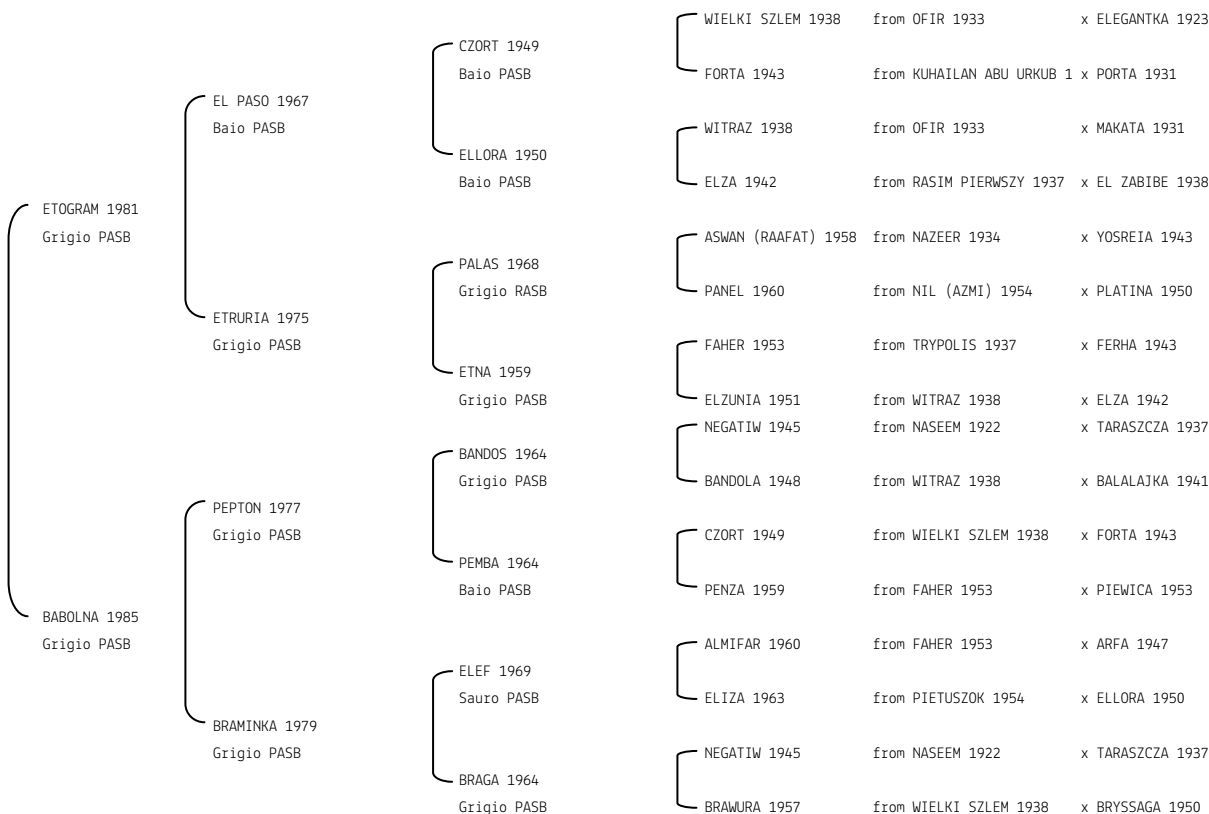 WIELKI SZLEM 1938 from OFIR 1933 x ELEGANTKA 1923
CZORT 1949
Baio PASB
FORTA 1943 from KUHAILAN ABU URKUB 1 x PORTA 1931
EL PASO 1967
Baio PASB
WITRAZ 1938 from OFIR 1933 x MAKATA 1931
ELLORA 1950
Baio PASB
ELZA 1942 from RASIM PIERWSZY 1937 x EL ZABIBE 1938
ETOGRAM 1981
Grigio PASB
ASWAN (RAAFAT) 1958 from NAZEER 1934 x YOSREIA 1943
PALAS 1968
Grigio RASB
PANEL 1960 from NIL (AZMI) 1954 x PLATINA 1950
ETRURIA 1975
Grigio PASB
FAHER 1953 from TRYPOLIS 1937 x FERHA 1943
ETNA 1959
Grigio PASB
ELZUNIA 1951 from WITRAZ 1938 x ELZA 1942
NEGATIW 1945 from NASEEM 1922 x TARASZCZA 1937
BANDOS 1964
Grigio PASB
BANDOLA 1948 from WITRAZ 1938 x BALALAJKA 1941
PEPTON 1977
Grigio PASB
CZORT 1949 from WIELKI SZLEM 1938 x FORTA 1943
PEMBA 1964
Baio PASB
PENZA 1959 from FAHER 1953 x PIEWICA 1953
BABOLNA 1985
Grigio PASB
ALMIFAR 1960 from FAHER 1953 x ARFA 1947
ELEF 1969
Sauro PASB
ELIZA 1963 from PIETUSZOK 1954 x ELLORA 1950
BRAMINKA 1979
Grigio PASB
NEGATIW 1945 from NASEEM 1922 x TARASZCZA 1937
BRAGA 1964
Grigio PASB
BRAWURA 1957 from WIELKI SZLEM 1938 x BRYSSAGA 1950